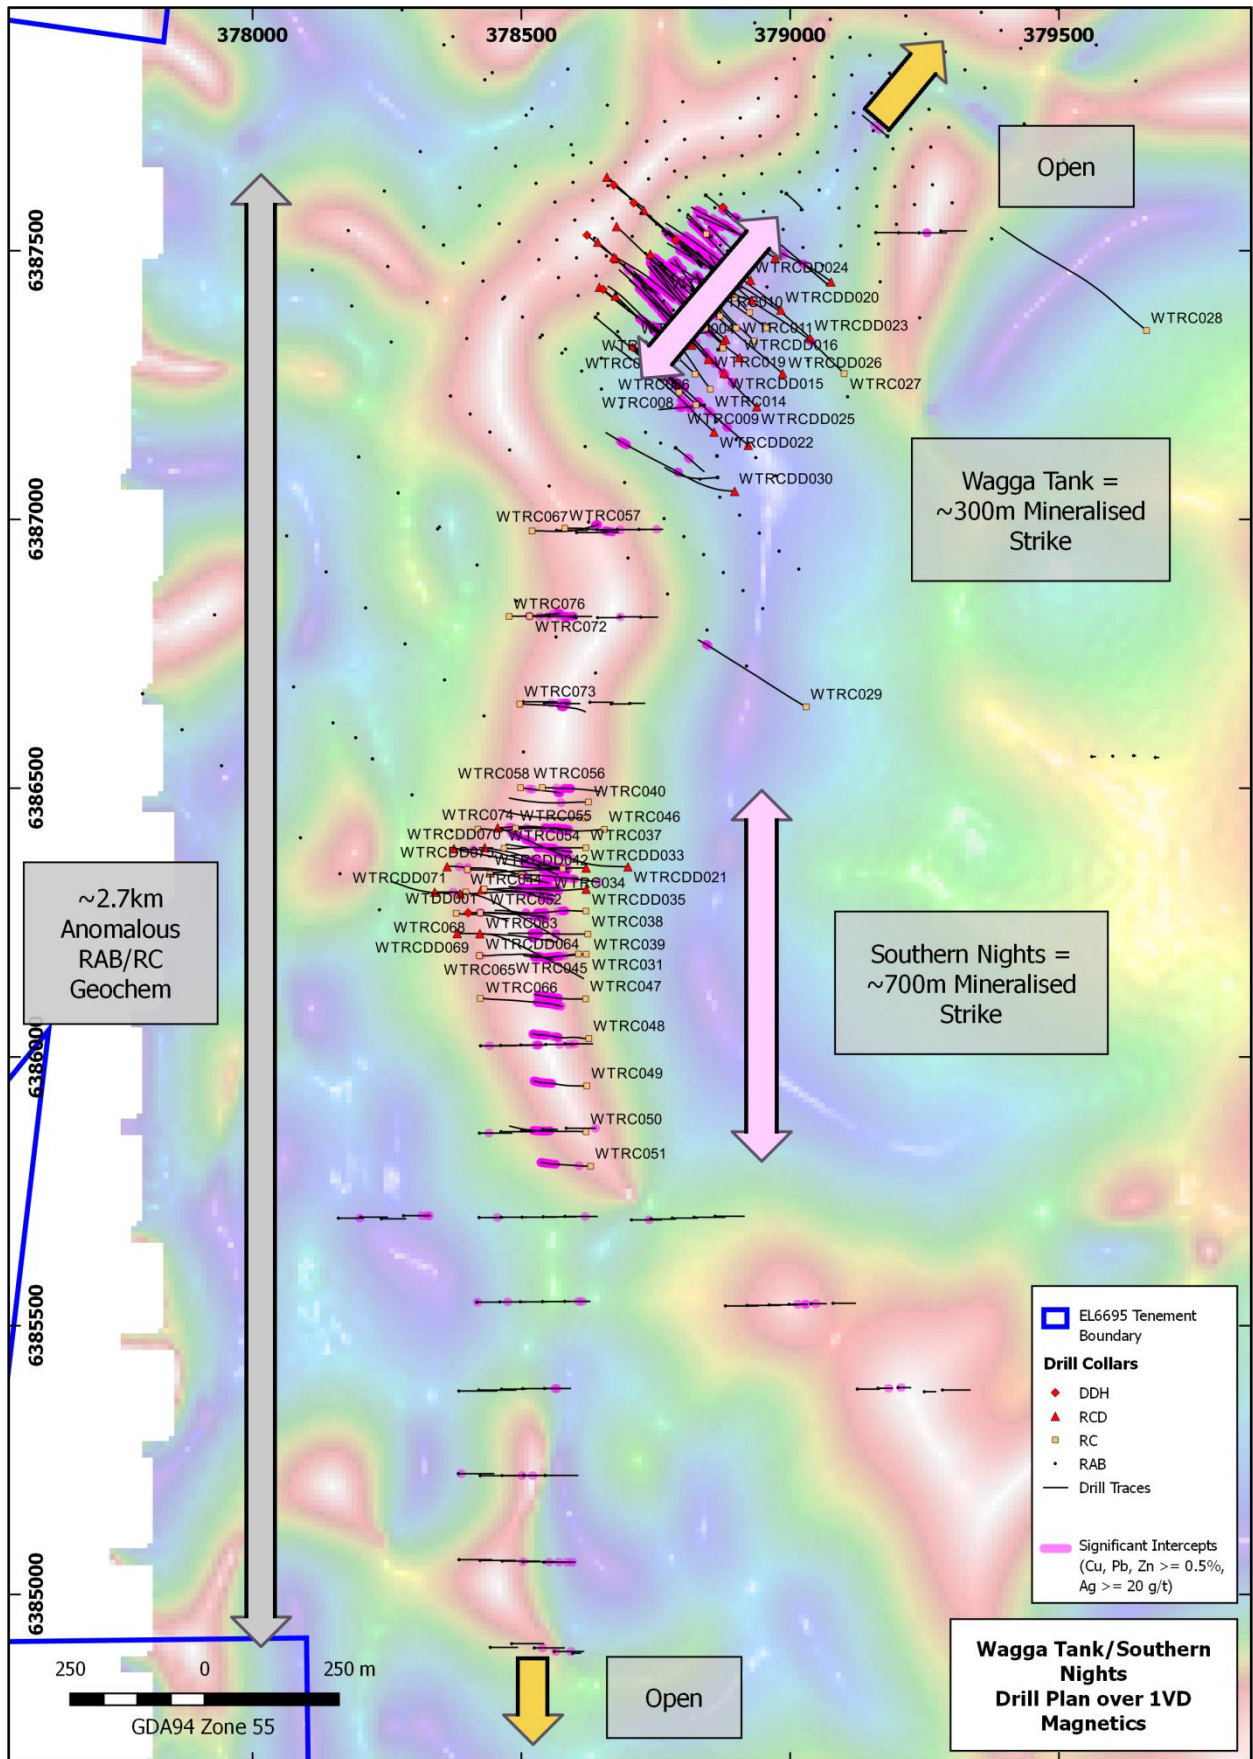 378000
378500
379000
379500
Open
6387500
WTRCDD024
WTRCDD020
WTRC028
WTRC011
WTRCDD023
WTRCDD016
WTRC019
WTRCDD026
WTRCDD015
WTRC027
WTRC008
WTRC014
WTRC009
WTRCDD025
WTRCDD022
WTRCDD030
Wagga Tank =
~300m Mineralised
Strike
6387000
WTRC067
WTRC057
WTRC076
WTRC072
WTRC073
WTRC029
6386500
WTRC058
WTRC056
WTRC040
WTRC074
WTRC055
WTRC046
WTRCDD070
WTRC054
WTRC037
WTRCDD075
WTRCDD042
WTRCDD033
WTRCDD071
WTRC044
WTRC034
WTRCDD021
WTDD001
WTRC052
WTRCDD035
WTRC068
WTRC063
WTRC038
WTRCDD069
WTRCDD064
WTRC039
WTRC065
WTRC045
WTRC031
WTRC066
WTRC047
WTRC048
WTRC049
WTRC050
WTRC051
~2.7km
Anomalous
RAB/RC
Geochem
Southern Nights =
~700m Mineralised
Strike
6386000
6385500
6385000
EL6695 Tenement
Boundary
Drill Collars
DDH
RCD
RC
RAB
Drill Traces
Significant Intercepts
(Cu, Pb, Zn >= 0.5%,
Ag >= 20 g/t)
Wagga Tank/Southern
Nights
Drill Plan over 1VD
Magnetics
250 0 250 m
GDA94 Zone 55
Open